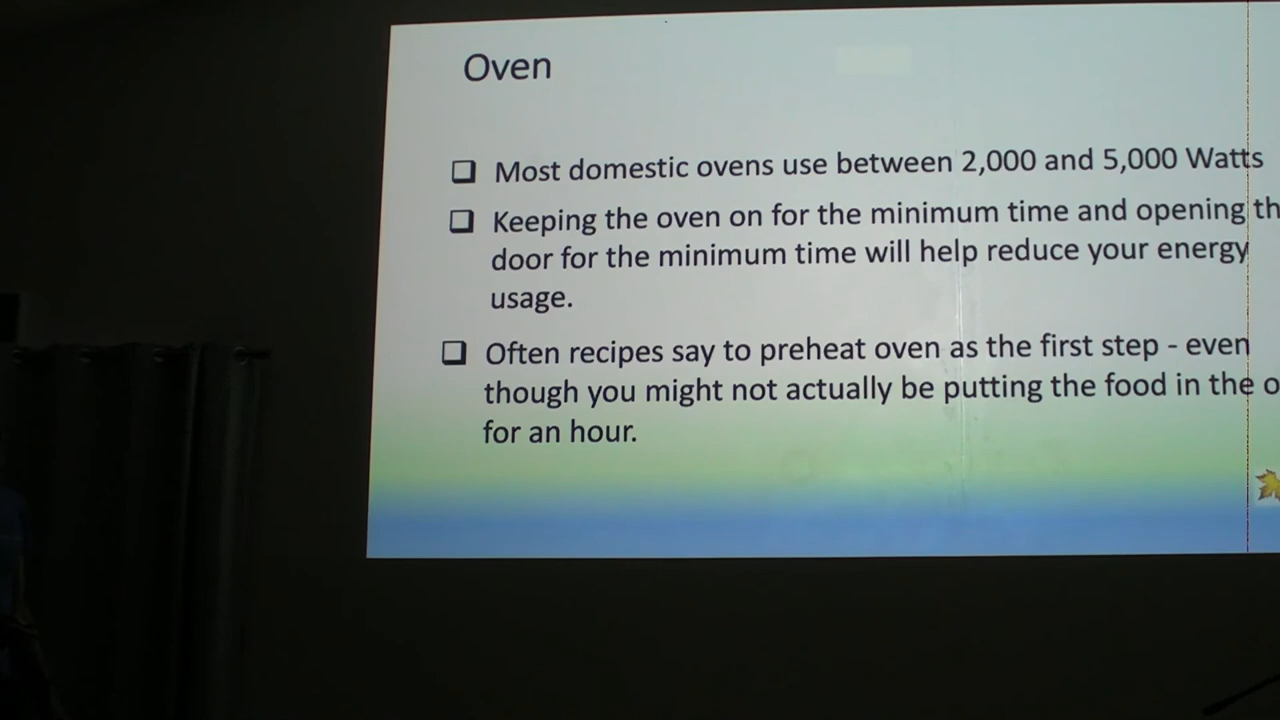 Oven
Most domestic ovens use between 2,000 and 5,000 Watts
Keeping the oven on for the minimum time and opening
door for the minimum time will help reduce your energy
usage.
Often recipes say to preheat oven as the first step - even
though you might not actually be putting the food in the
for an hour.